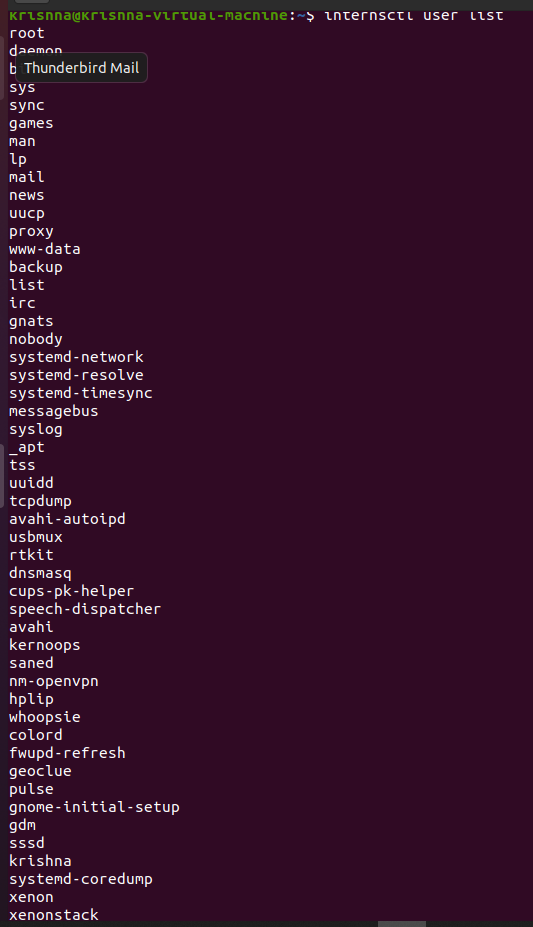 krishna@krishna-virtual-machine:~$ internsctl user list
root
daemon
Thunderbird Mail
sys
sync
games
man
lp
mail
news
uucp
proxy
www-data
backup
list
irc
gnats
nobody
systemd-network
systemd-resolve
systemd-timesync
messagebus
syslog
_apt
tss
uuidd
tcpdump
avahi-autoipd
usbmux
rtkit
dnsmasq
cups-pk-helper
speech-dispatcher
avahi
kernoops
saned
nm-openvpn
hplip
whoopsie
colord
fwupd-refresh
geoclue
pulse
gnome-initial-setup
gdm
sssd
krishna
systemd-coredump
xenon
xenonstack